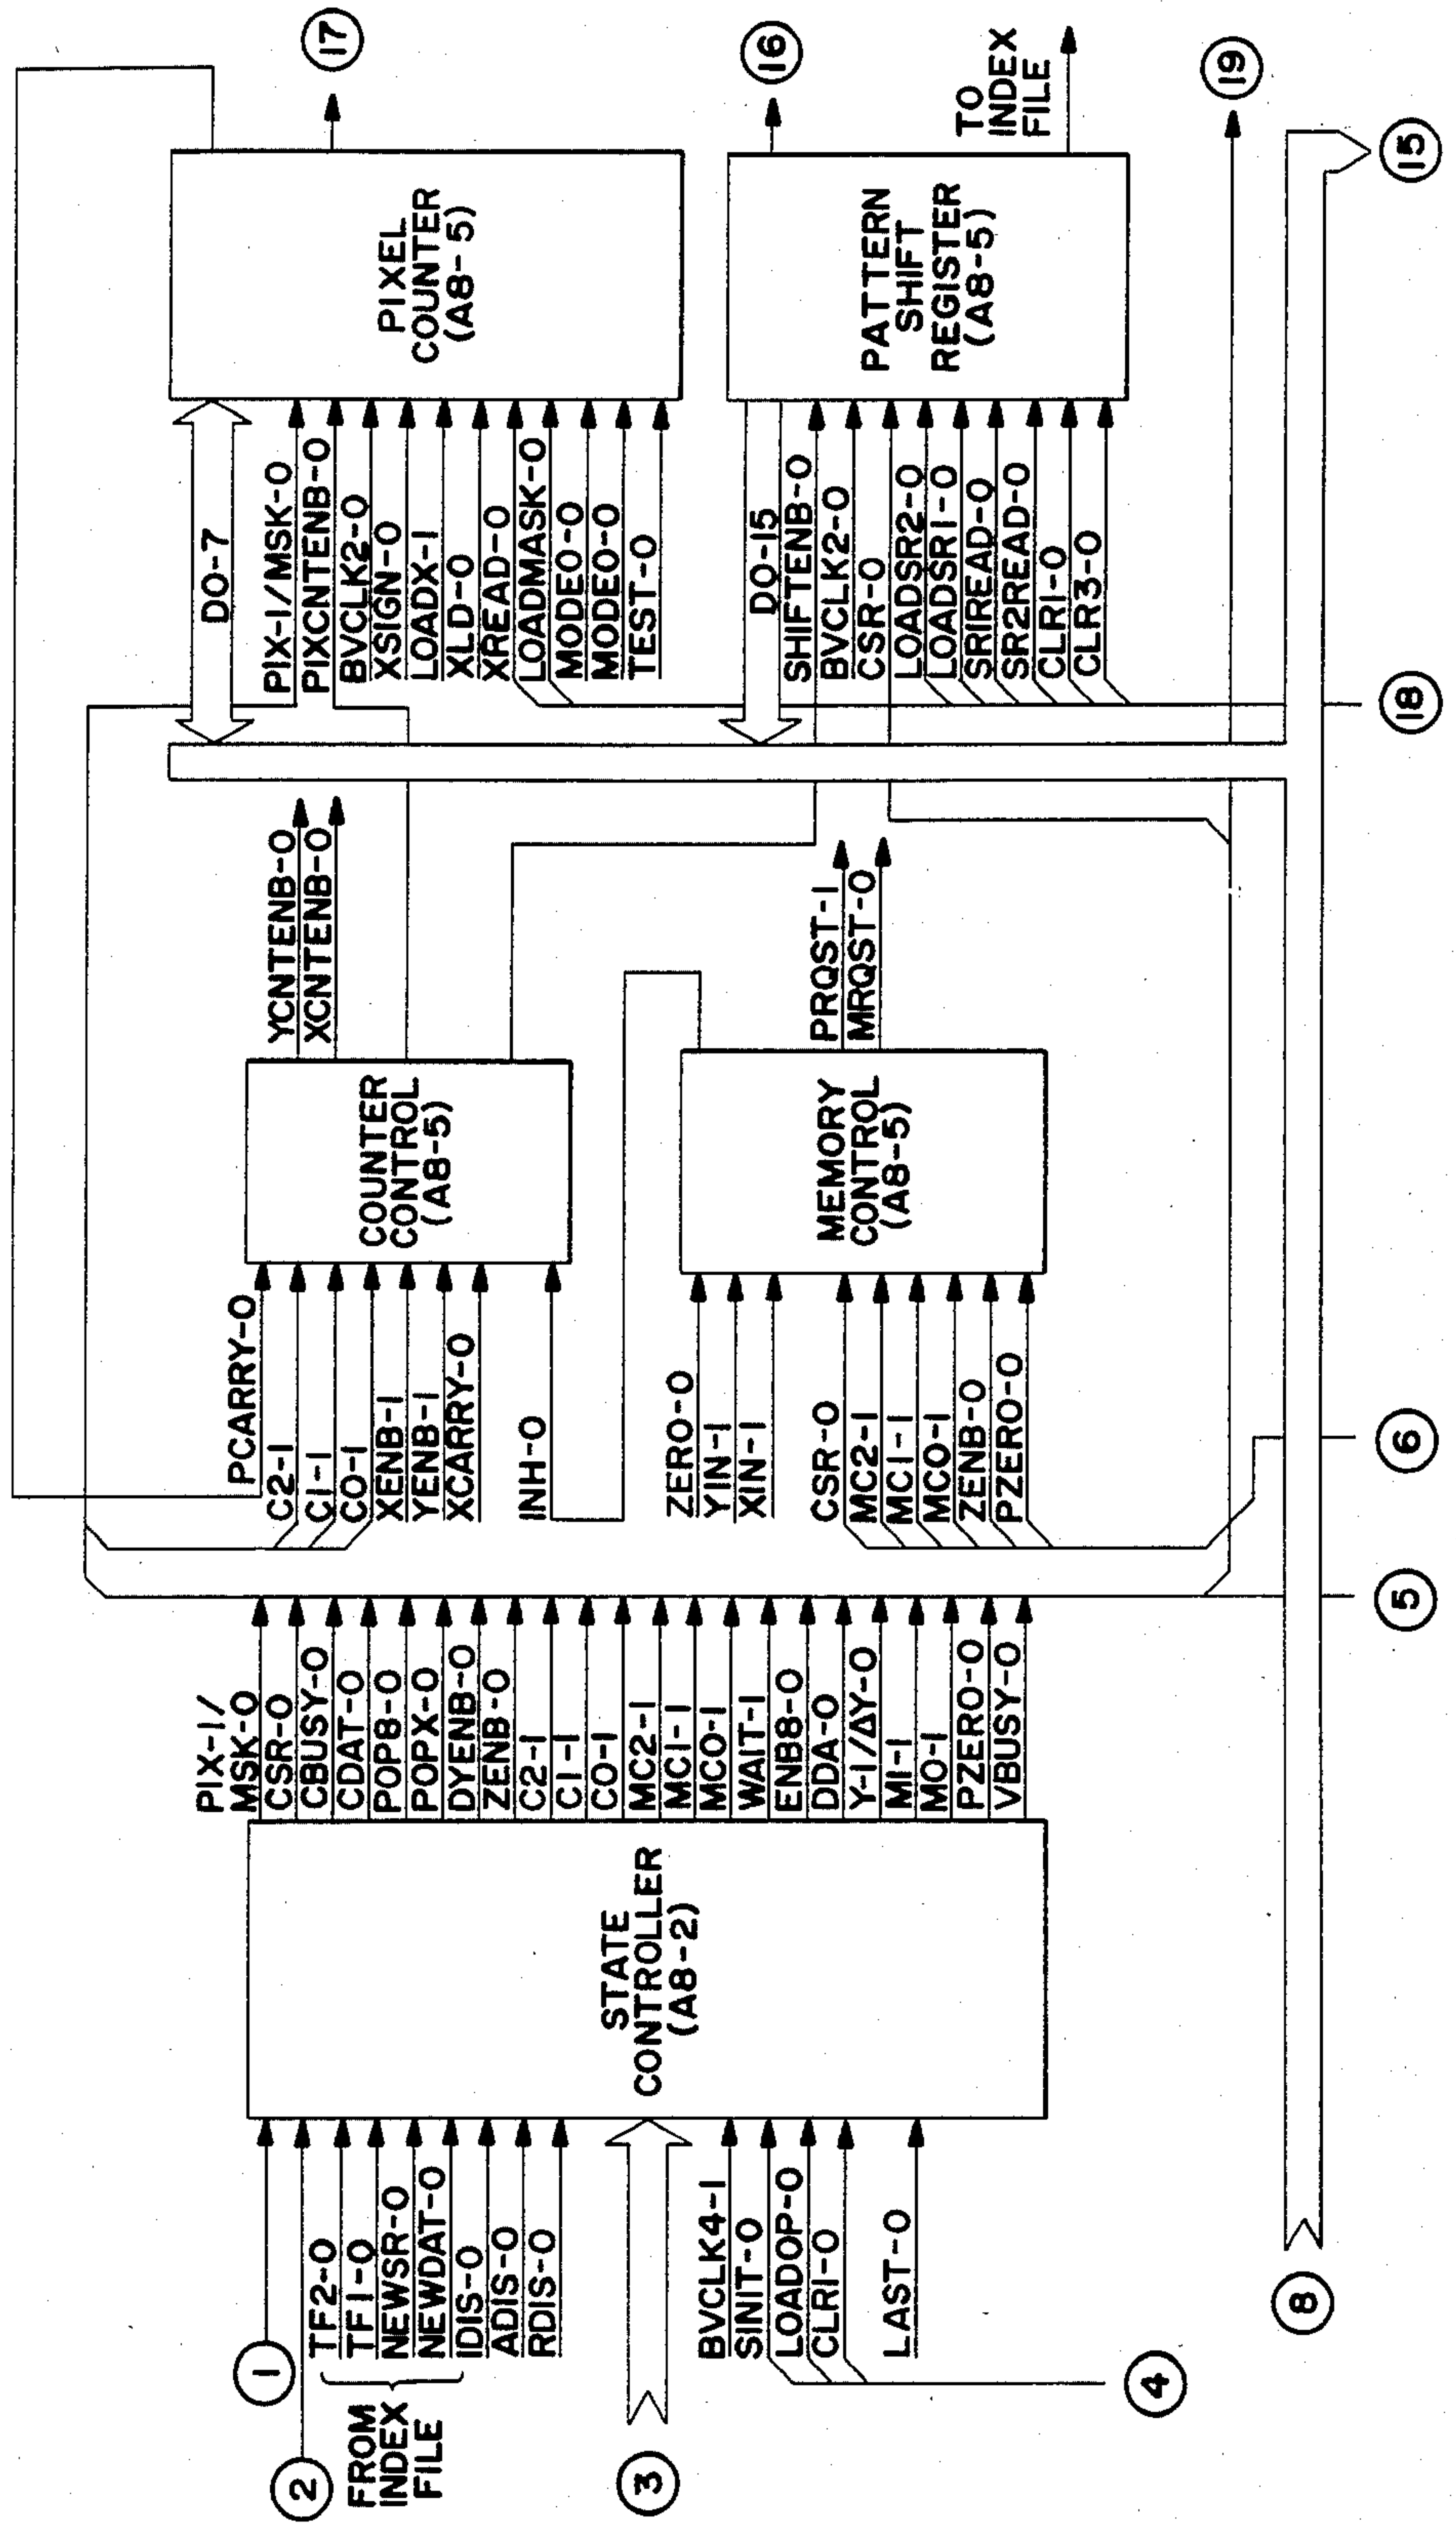 1
2
TF2-0
TF1-0
NEWSR-0
NEWDAT-0
IDIS-0
ADIS-0
RDIS-0
FROM
INDEX
FILE
3
BVCLK4-1
SINIT-0
LOADOP-0
CLR1-0
LAST-0
4
STATE
CONTROLLER
(A8-2)
PIX-1/
MSK-0
CSR-0
CBUSY-0
CDAT-0
POP8-0
POPX-0
DYENB-0
ZENB-0
C2-1
C1-1
C0-1
MC2-1
MC1-1
MC0-1
WAIT-1
ENB8-0
DDA-0
Y-1/ΔY-0
M1-1
M0-1
PZERO-0
VBUSY-0
PCARRY-0
C2-1
C1-1
C0-1
XENB-1
YENB-1
XCARRY-0
INH-0
COUNTER
CONTROL
(A8-5)
YCNTENB-0
XCNTENB-0
ZERO-0
YIN-1
XIN-1
CSR-0
MC2-1
MC1-1
MC0-1
ZENB-0
PZERO-0
MEMORY
CONTROL
(A8-5)
PRQST-1
MRQST-0
D0-7
PIX-1/MSK-0
PIXCNTENB-0
BVCLK2-0
XSIGN-0
LOADX-1
XLD-0
XREAD-0
LOADMASK-0
MODE0-0
MODE0-0
TEST-0
PIXEL
COUNTER
(A8-5)
17
D0-15
SHIFTENB-0
BVCLK2-0
CSR-0
LOADSR2-0
LOADSR1-0
SR1READ-0
SR2READ-0
CLR1-0
CLR3-0
PATTERN
SHIFT
REGISTER
(A8-5)
16
TO
INDEX
FILE
19
8
5
6
18
15